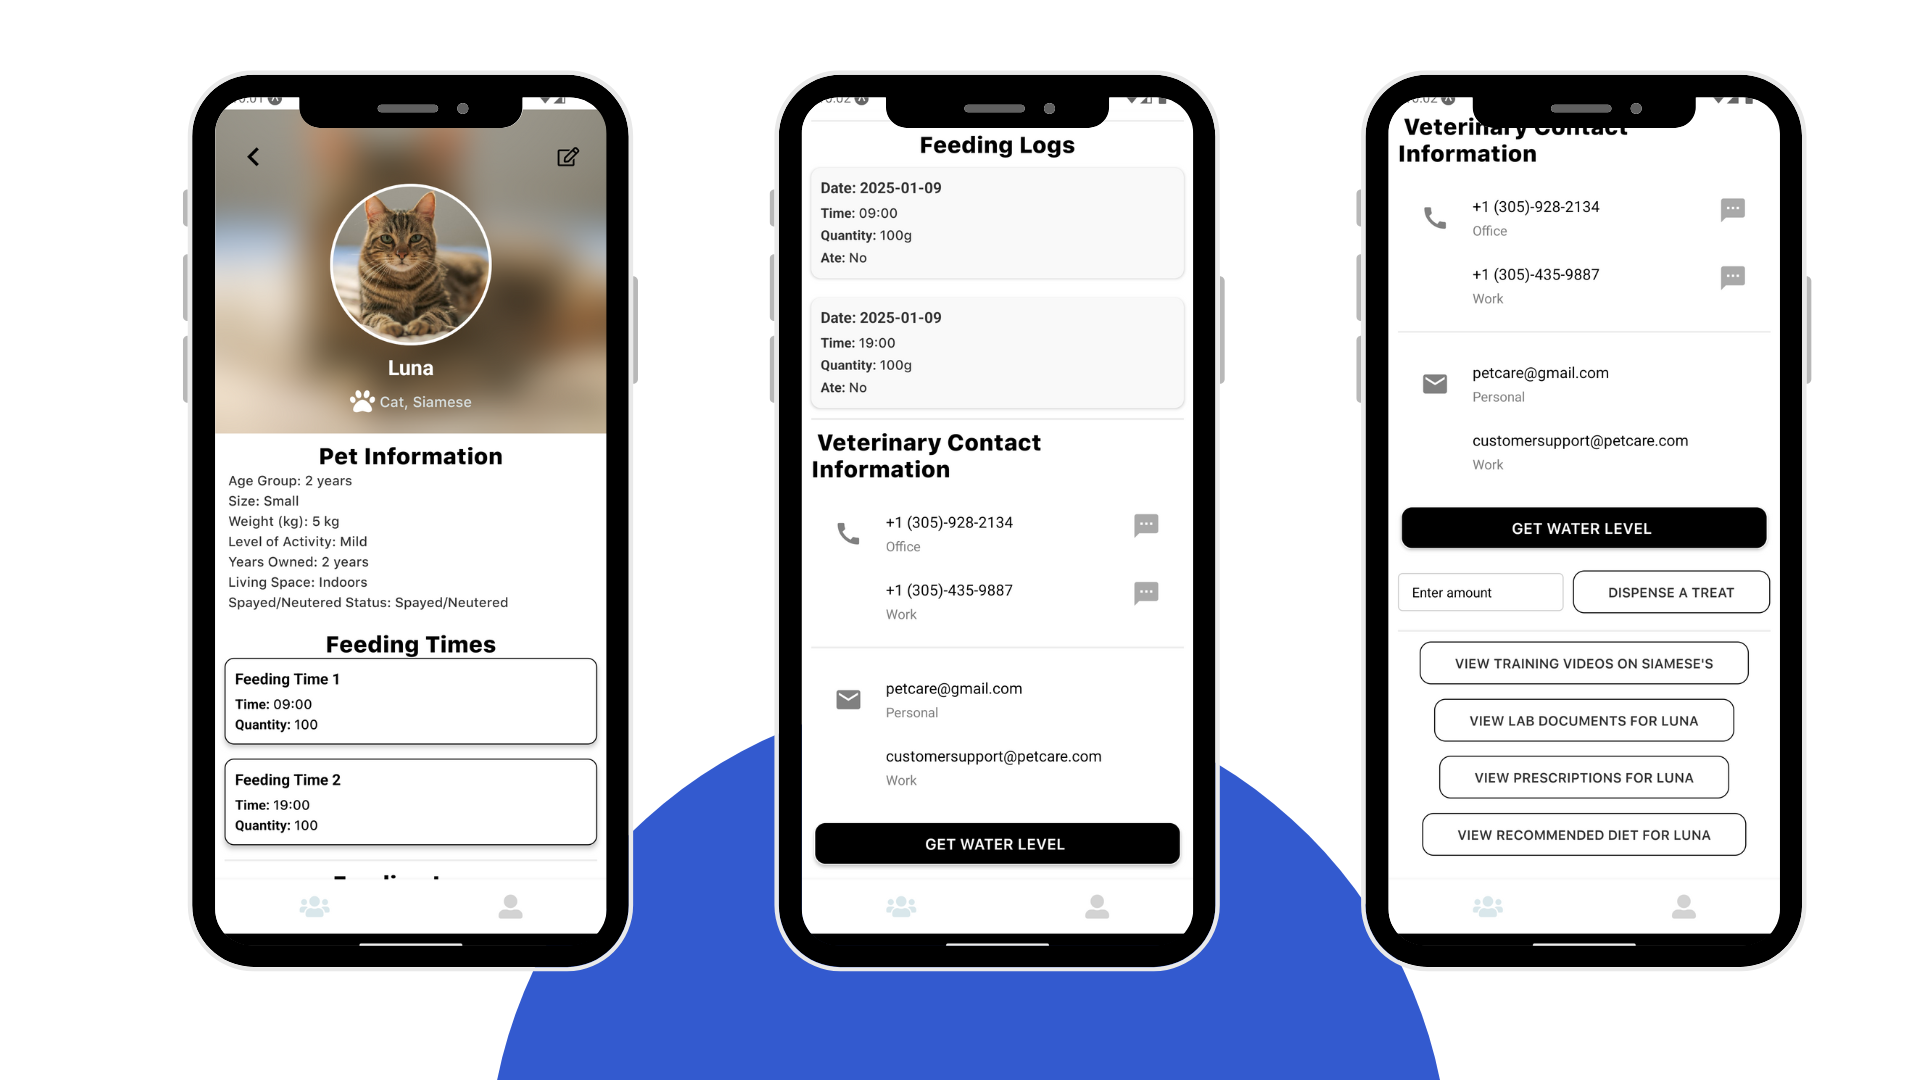 Luna
Cat, Siamese
Pet Information
Age Group: 2 years
Size: Small
Weight (kg): 5 kg
Level of Activity: Mild
Years Owned: 2 years
Living Space: Indoors
Spayed/Neutered Status: Spayed/Neutered
Feeding Times
Feeding Time 1
Time: 09:00
Quantity: 100
Feeding Time 2
Time: 19:00
Quantity: 100
Feeding Logs
Date: 2025-01-09
Time: 09:00
Quantity: 100g
Ate: No
Date: 2025-01-09
Time: 19:00
Quantity: 100g
Ate: No
Veterinary Contact
Information
+1 (305)-928-2134
Office
+1 (305)-435-9887
Work
petcare@gmail.com
Personal
customersupport@petcare.com
Work
GET WATER LEVEL
Veterinary Contact
Information
+1 (305)-928-2134
Office
+1 (305)-435-9887
Work
petcare@gmail.com
Personal
customersupport@petcare.com
Work
GET WATER LEVEL
Enter amount
DISPENSE A TREAT
VIEW TRAINING VIDEOS ON SIAMESE'S
VIEW LAB DOCUMENTS FOR LUNA
VIEW PRESCRIPTIONS FOR LUNA
VIEW RECOMMENDED DIET FOR LUNA